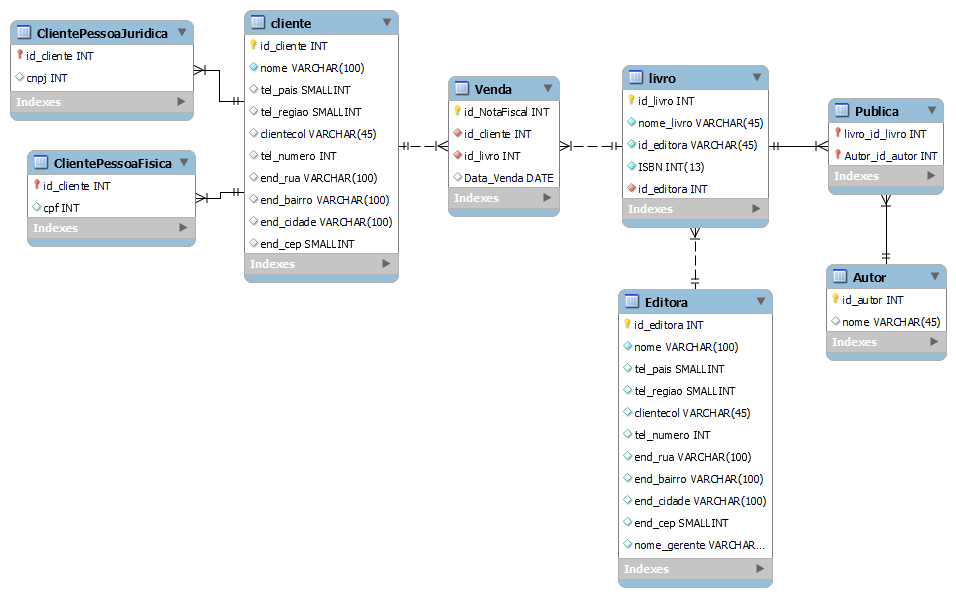 ClientePessoaJuridica
id_cliente INT
cnpj INT
Indexes
ClientePessoaFisica
id_cliente INT
cpf INT
Indexes
cliente
id_cliente INT
nome VARCHAR(100)
tel_pais SMALLINT
tel_regiao SMALLINT
clientecol VARCHAR(45)
tel_numero INT
end_rua VARCHAR(100)
end_bairro VARCHAR(100)
end_cidade VARCHAR(100)
end_cep SMALLINT
Indexes
Venda
id_NotaFiscal INT
id_cliente INT
id_livro INT
Data_Venda DATE
Indexes
livro
id_livro INT
nome_livro VARCHAR(45)
id_editora VARCHAR(45)
ISBN INT(13)
id_editora INT
Indexes
Editora
id_editora INT
nome VARCHAR(100)
tel_pais SMALLINT
tel_regiao SMALLINT
clientecol VARCHAR(45)
tel_numero INT
end_rua VARCHAR(100)
end_bairro VARCHAR(100)
end_cidade VARCHAR(100)
end_cep SMALLINT
nome_gerente VARCHAR...
Indexes
Publica
livro_id_livro INT
Autor_id_autor INT
Indexes
Autor
id_autor INT
nome VARCHAR(45)
Indexes